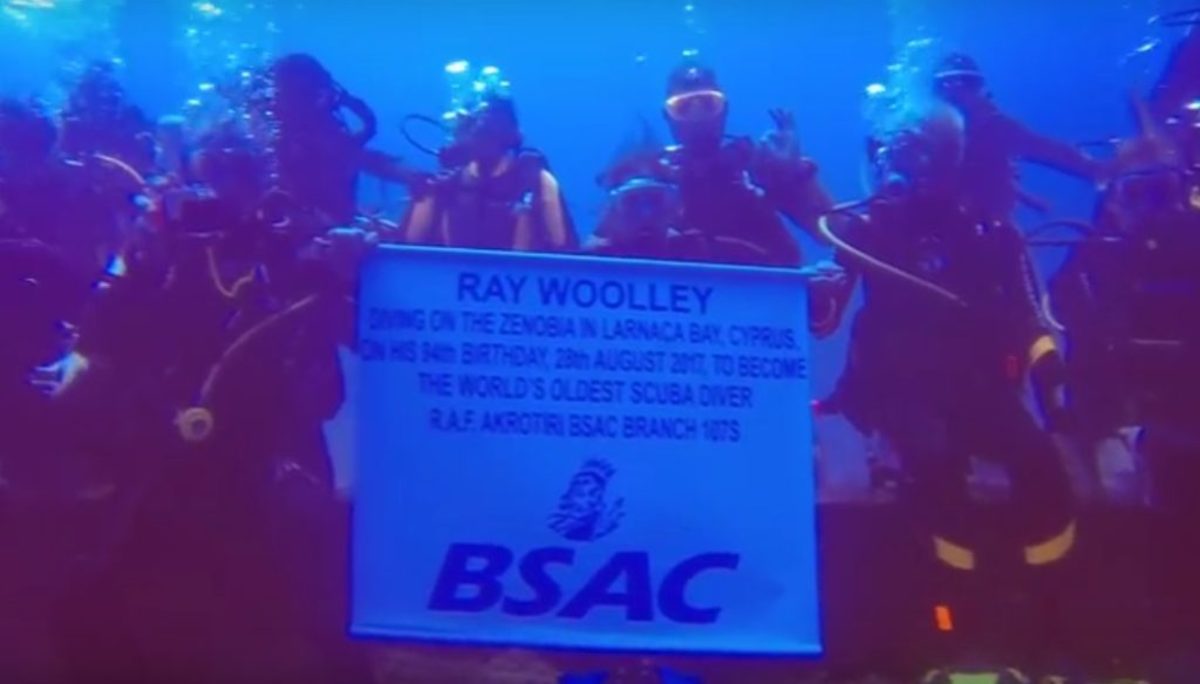 RAY WOOLLEY
DIVING ON THE ZENOBIA IN LARNACA BAY, CYPRUS,
ON HIS 94th BIRTHDAY, 28th AUGUST 2017, TO BECOME
THE WORLD'S OLDEST SCUBA DIVER
R.A.F. AKROTIRI BSAC BRANCH 107S
BSAC